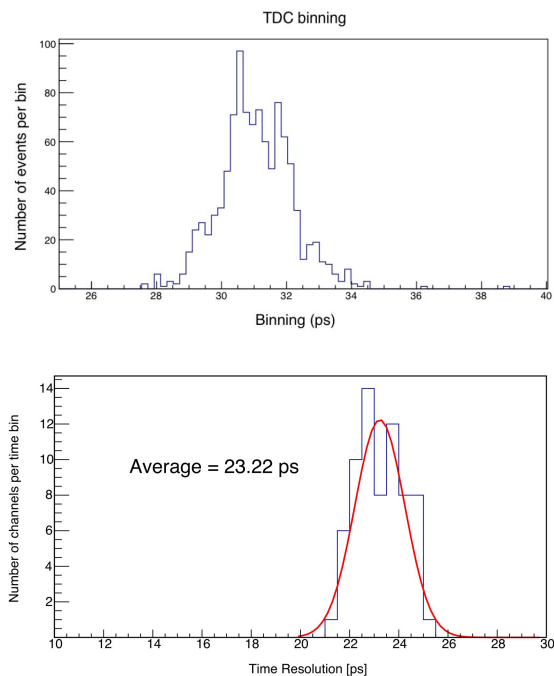 TDC binning
Number of events per bin
100
80
60
40
20
0
26 28 30 32 34 36 38 40
Binning (ps)
Number of channels per time bin
14
12
10
8
6
4
2
Average = 23.22 ps
10 12 14 16 18 20 22 24 26 28 30
Time Resolution [ps]